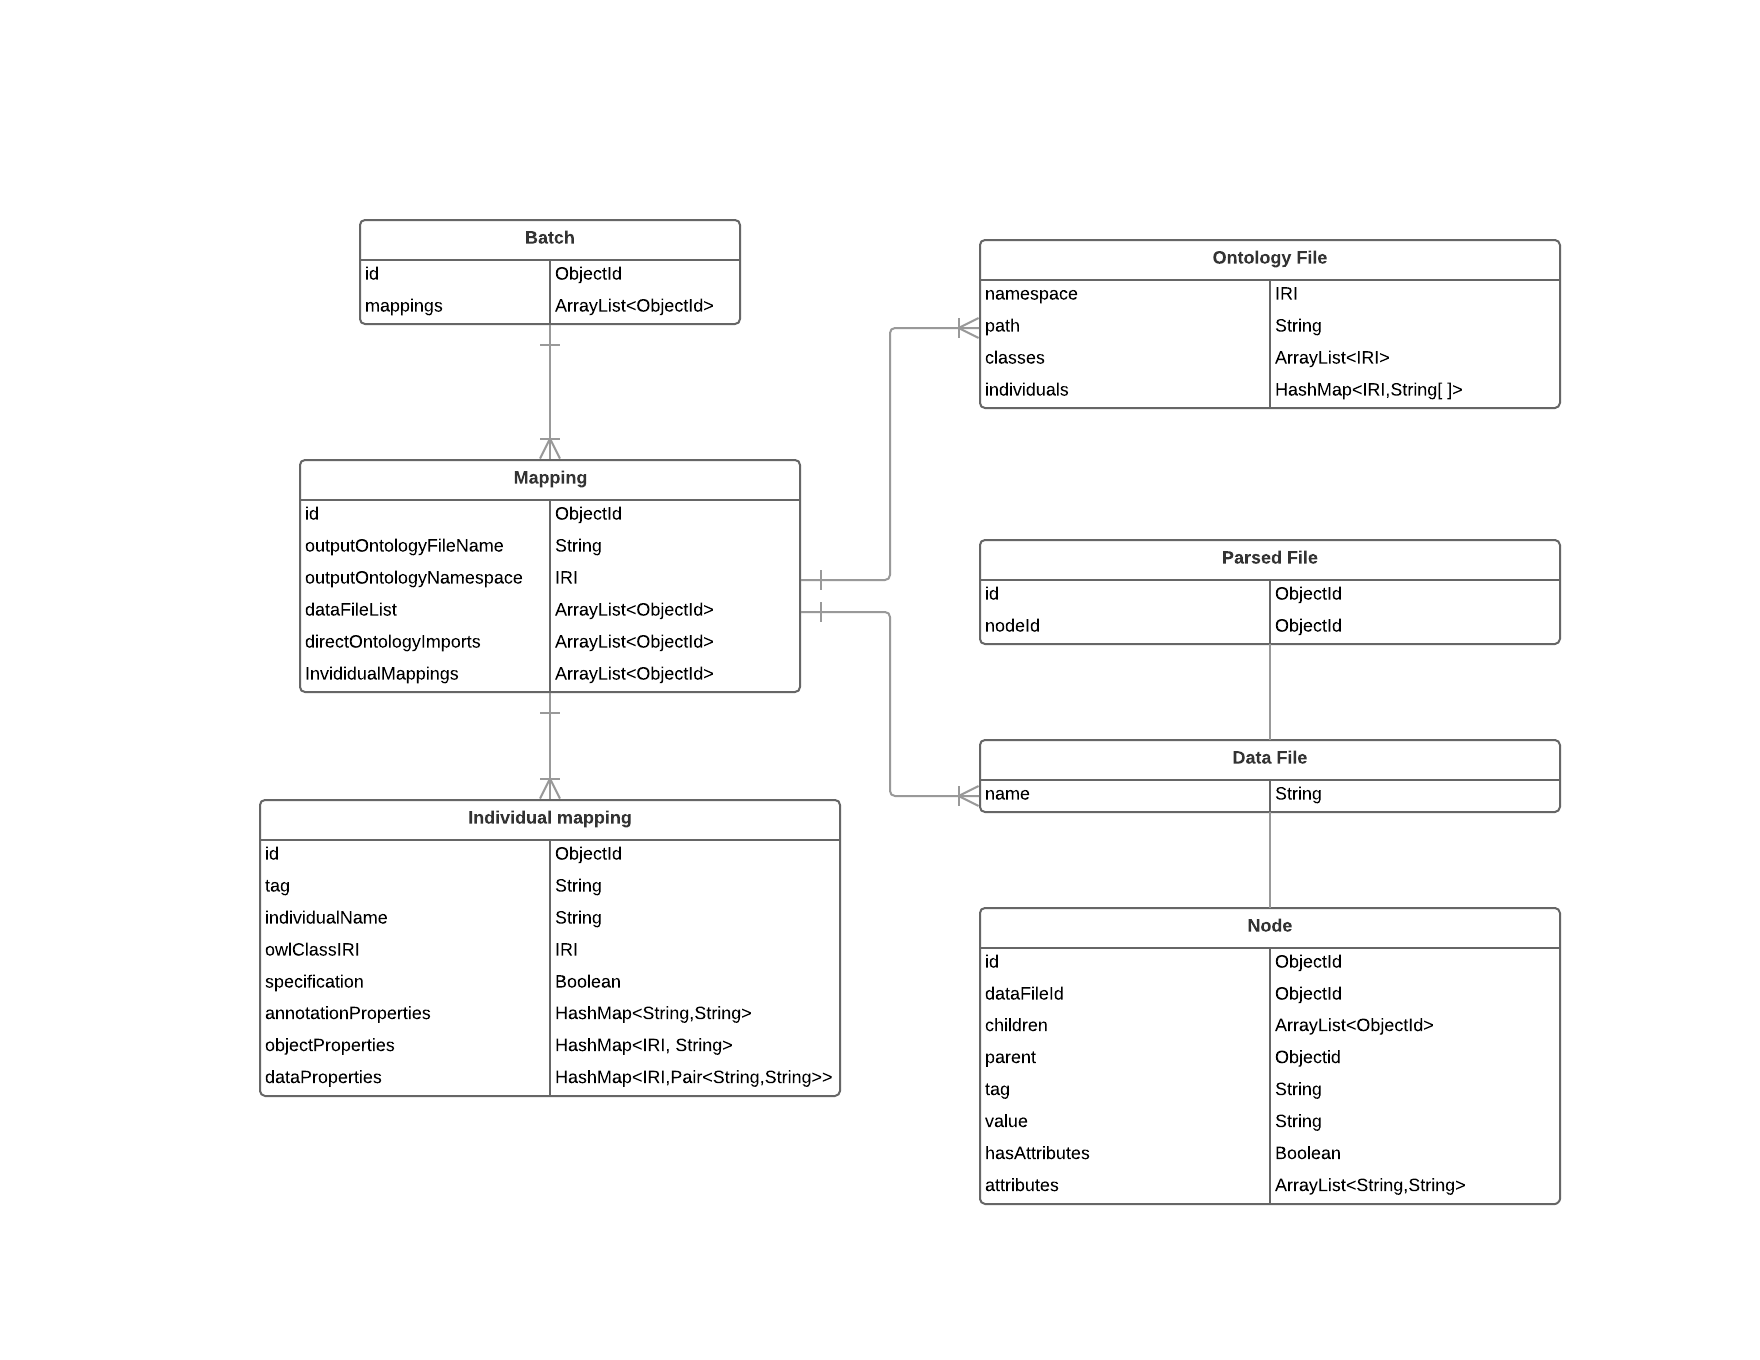 Batch
id ObjectId
mappings ArrayList<ObjectId>
Mapping
id ObjectId
outputOntologyFileName String
outputOntologyNamespace IRI
dataFileList ArrayList<ObjectId>
directOntologyImports ArrayList<ObjectId>
InvididualMappings ArrayList<ObjectId>
Individual mapping
id ObjectId
tag String
individualName String
owlClassIRI IRI
specification Boolean
annotationProperties HashMap<String,String>
objectProperties HashMap<IRI, String>
dataProperties HashMap<IRI,Pair<String,String>>
Ontology File
namespace IRI
path String
classes ArrayList<IRI>
individuals HashMap<IRI,String[ ]>
Parsed File
id ObjectId
nodeId ObjectId
Data File
name String
Node
id ObjectId
dataFileId ObjectId
children ArrayList<ObjectId>
parent Objectid
tag String
value String
hasAttributes Boolean
attributes ArrayList<String,String>